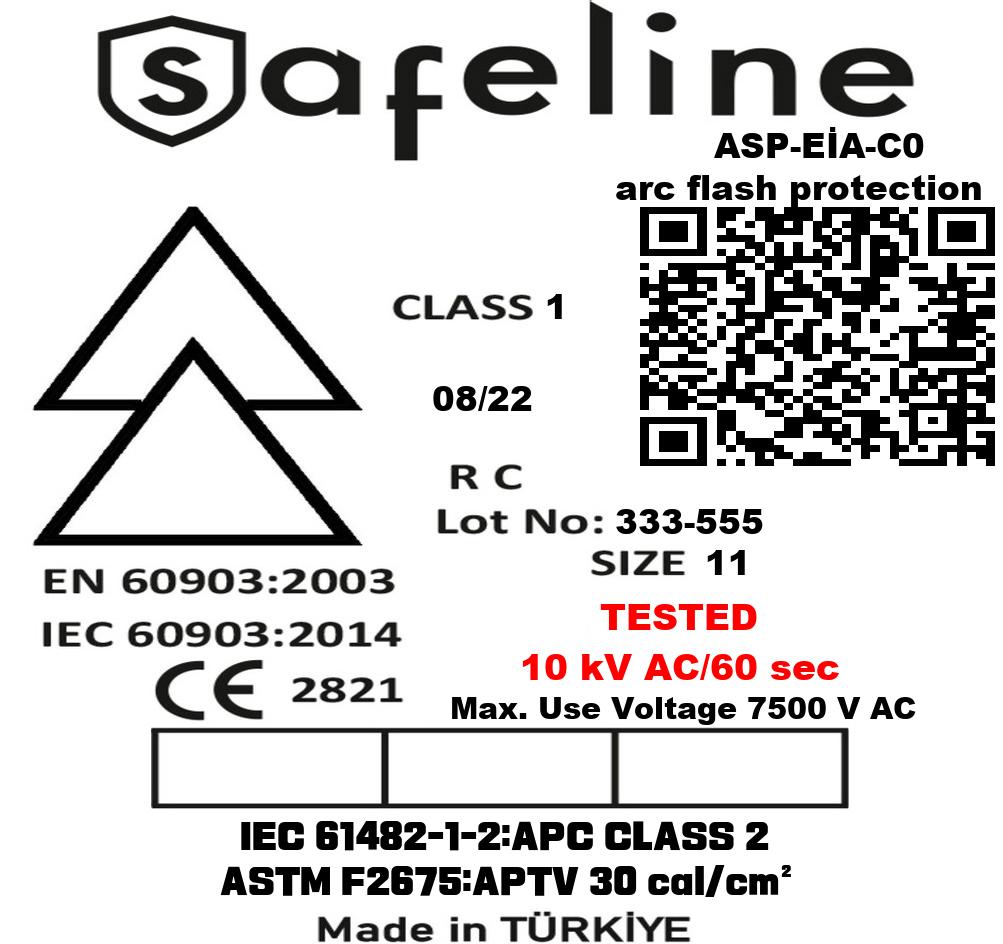 Safeline
ASP-EİA-C0
arc flash protection
CLASS 1
08/22
R C
Lot No: 333-555
SIZE 11
EN 60903:2003
IEC 60903:2014
TESTED
10 kV AC/60 sec
CE 2821
Max. Use Voltage 7500 V AC
IEC 61482-1-2:APC CLASS 2
ASTM F2675:APTV 30 cal/cm²
Made in TÜRKİYE